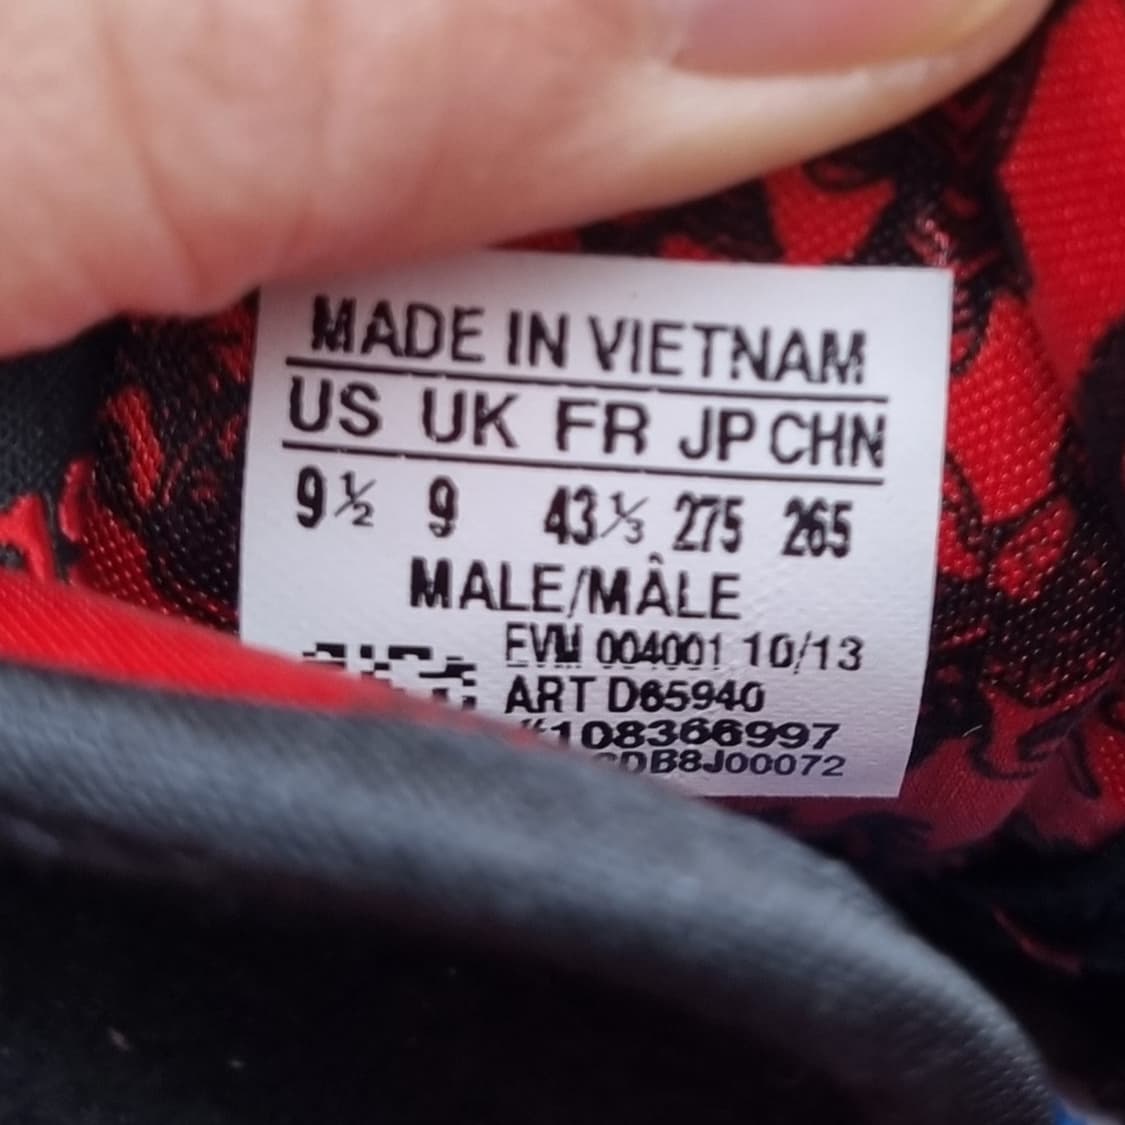 MADE IN VIETNAM
US UK FR JP CHN
9½ 9 43⅓ 275 265
MALE/MÂLE
EVM 004001 10/13
ART D65940
#108366997
DB8J00072